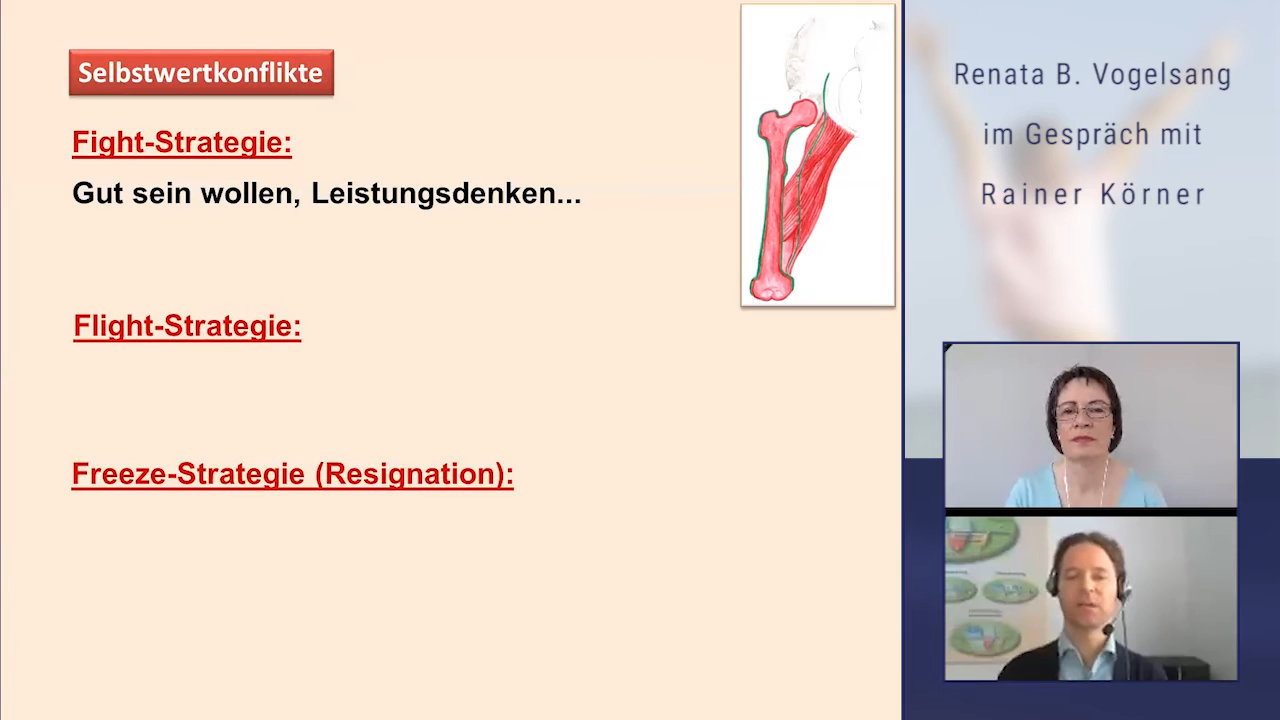 Selbstwertkonflikte
Fight-Strategie:
Gut sein wollen, Leistungsdenken...
Flight-Strategie:
Freeze-Strategie (Resignation):
Renata B. Vogelsang
im Gespräch mit
Rainer Körner